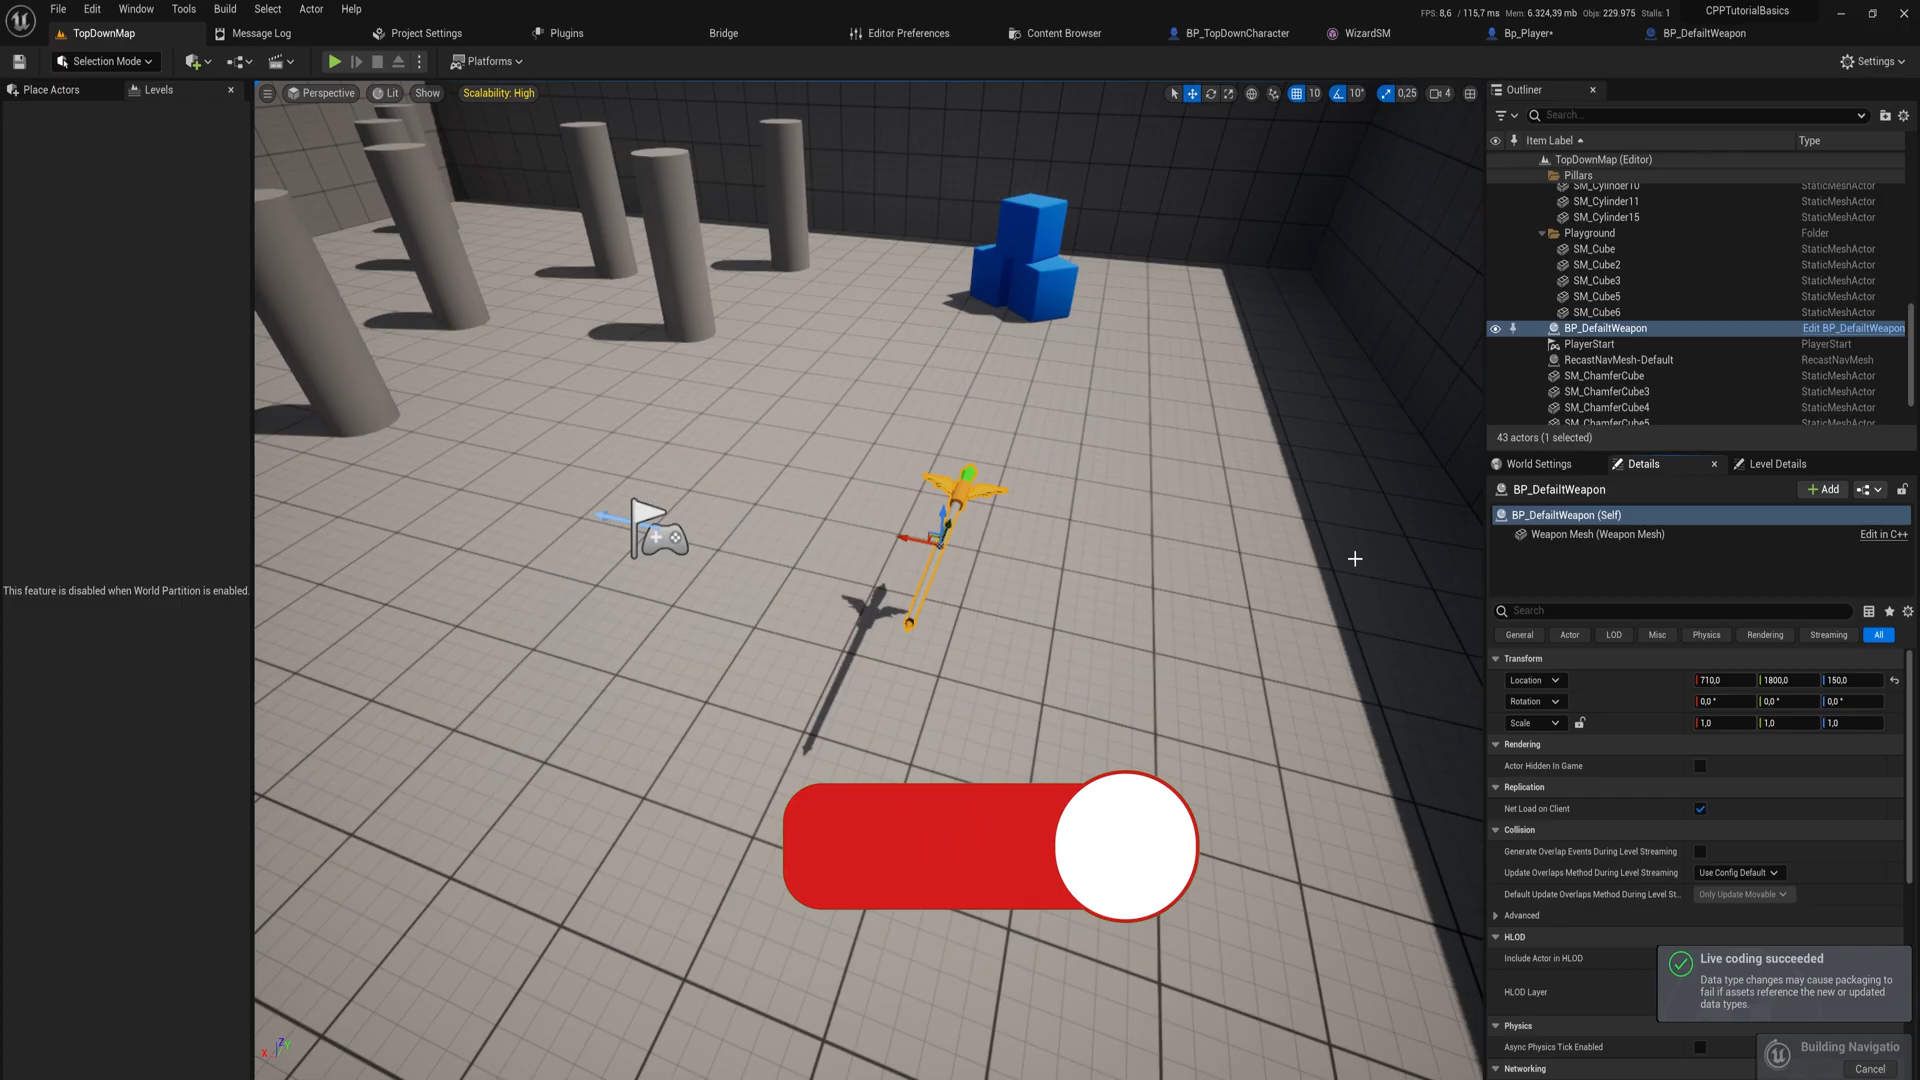 File Edit Window Tools Build Select Actor Help
FPS: 8,6 / 115,7 ms Mem: 6.324,39 mb Objs: 229.975 Stalls: 1
CPPTutorialBasics
TopDownMap
Message Log
Project Settings
Plugins
Bridge
Editor Preferences
Content Browser
BP_TopDownCharacter
WizardSM
Bp_Player*
BP_DefailtWeapon
Selection Mode
Platforms
Settings
Place Actors
Levels
Perspective
Lit
Show
Scalability: High
10
10°
0,25
4
This feature is disabled when World Partition is enabled.
X Z Y
Outliner
Search...
Item Label
Type
TopDownMap (Editor)
Pillars
SM_Cylinder10 StaticMeshActor
SM_Cylinder11 StaticMeshActor
SM_Cylinder15 StaticMeshActor
Playground Folder
SM_Cube StaticMeshActor
SM_Cube2 StaticMeshActor
SM_Cube3 StaticMeshActor
SM_Cube5 StaticMeshActor
SM_Cube6 StaticMeshActor
BP_DefailtWeapon Edit BP_DefailtWeapon
PlayerStart PlayerStart
RecastNavMesh-Default RecastNavMesh
SM_ChamferCube StaticMeshActor
SM_ChamferCube3 StaticMeshActor
SM_ChamferCube4 StaticMeshActor
SM_ChamferCube5 StaticMeshActor
43 actors (1 selected)
World Settings
Details
Level Details
BP_DefailtWeapon
Add
BP_DefailtWeapon (Self)
Weapon Mesh (Weapon Mesh) Edit in C++
Search
General Actor LOD Misc Physics Rendering Streaming All
Transform
Location 710,0 1800,0 150,0
Rotation 0,0 ° 0,0 ° 0,0 °
Scale 1,0 1,0 1,0
Rendering
Actor Hidden In Game
Replication
Net Load on Client
Collision
Generate Overlap Events During Level Streaming
Update Overlaps Method During Level Streaming Use Config Default
Default Update Overlaps Method During Level St... Only Update Movable
Advanced
HLOD
Include Actor in HLOD
HLOD Layer
Live coding succeeded
Data type changes may cause packaging to
fail if assets reference the new or updated
data types.
Physics
Async Physics Tick Enabled
Networking
Building Navigatio
Cancel